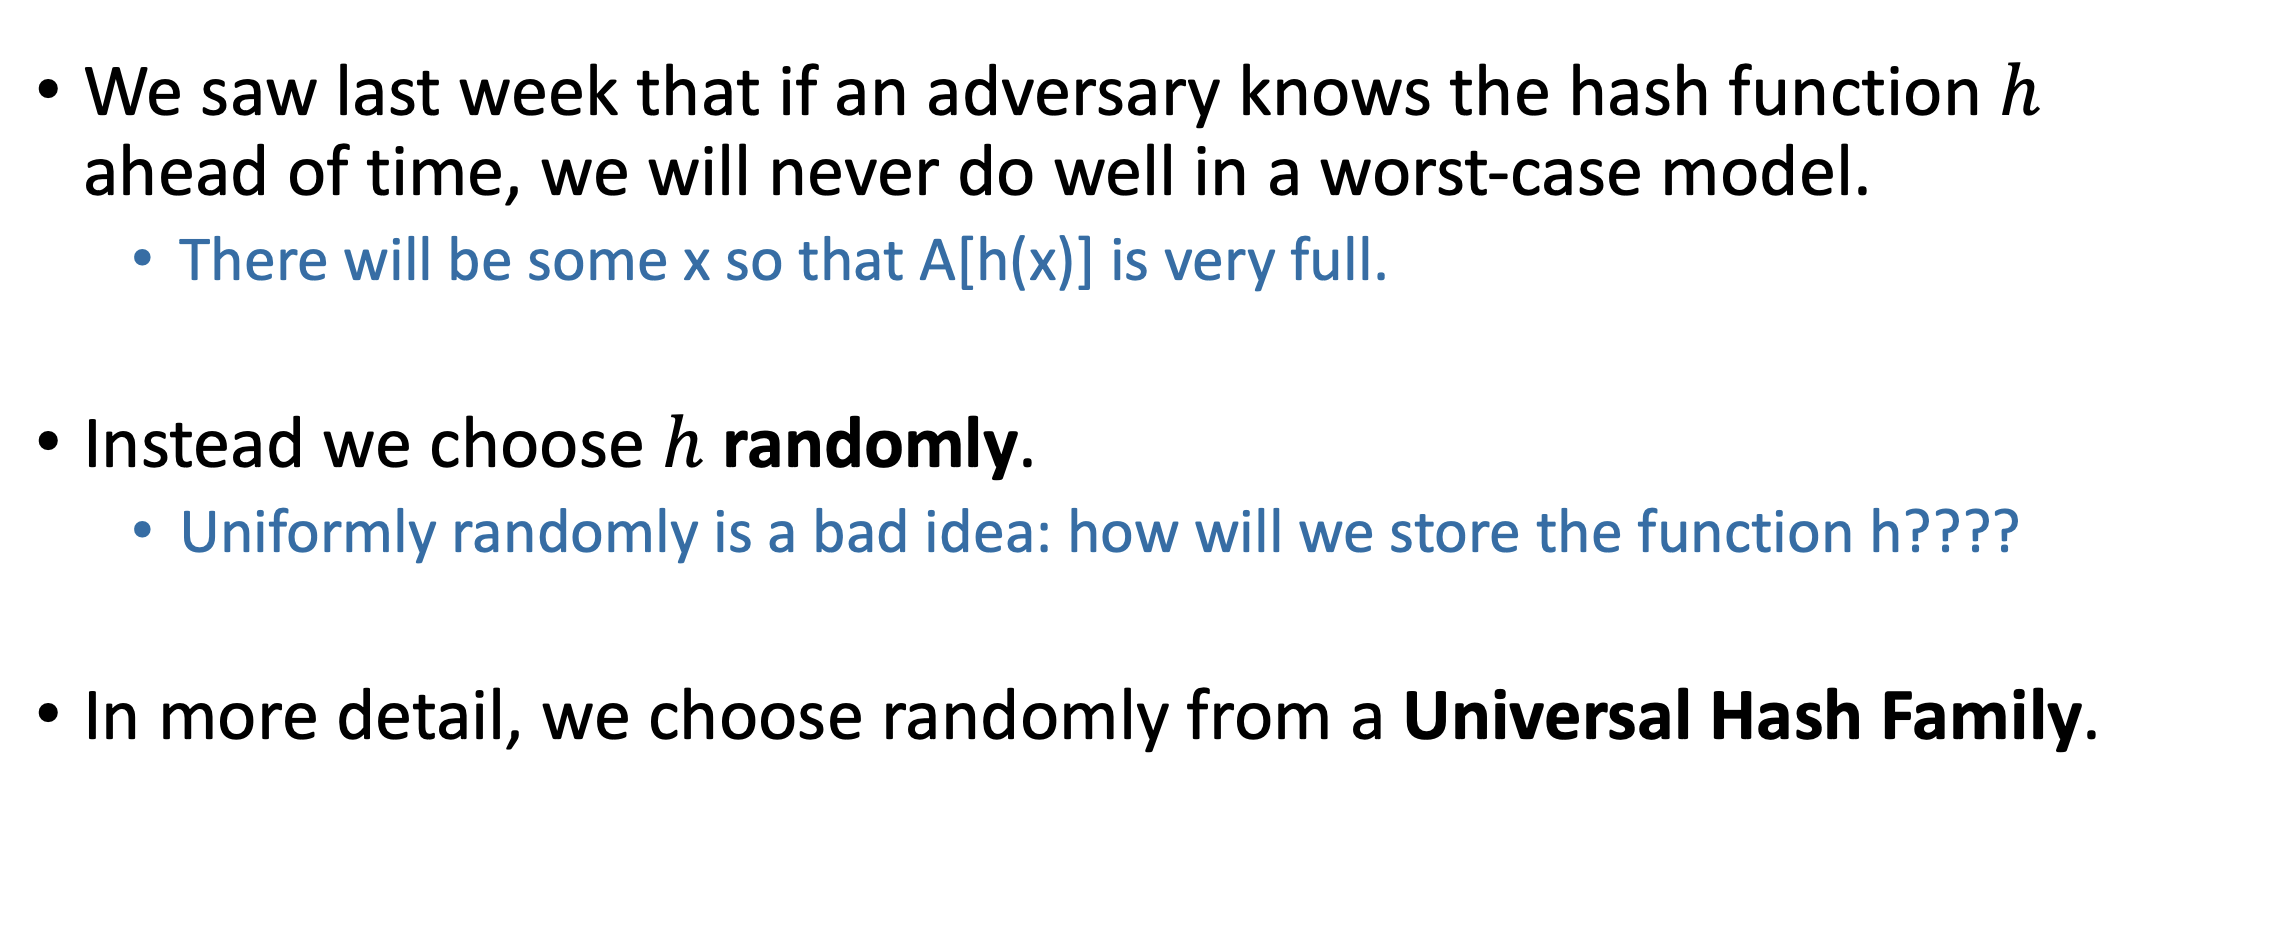 • We saw last week that if an adversary knows the hash function ℎ
ahead of time, we will never do well in a worst-case model.
• There will be some x so that A[h(x)] is very full.
• Instead we choose ℎ randomly.
• Uniformly randomly is a bad idea: how will we store the function h????
• In more detail, we choose randomly from a Universal Hash Family.